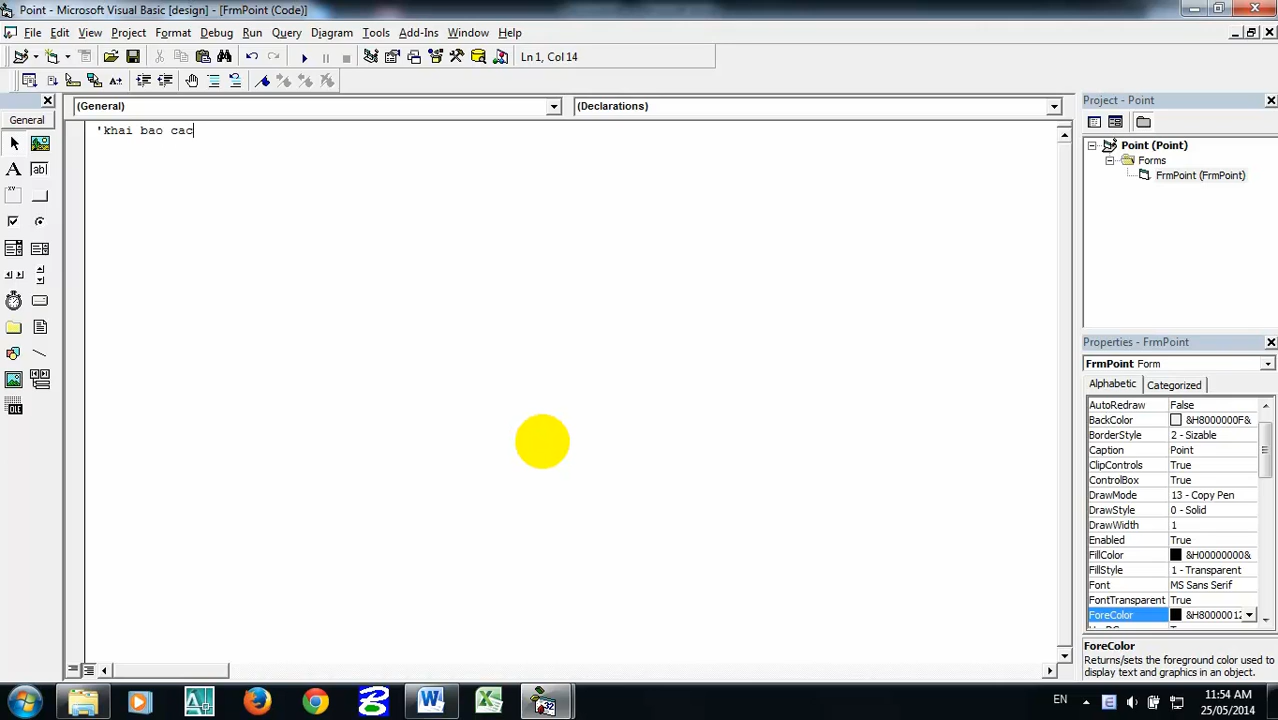 Point - Microsoft Visual Basic [design] - [FrmPoint (Code)]
File Edit View Project Format Debug Run Query Diagram Tools Add-Ins Window Help
Ln 1, Col 14
General
(General)
(Declarations)
'khai bao cac
Project - Point
Point (Point)
Forms
FrmPoint (FrmPoint)
Properties - FrmPoint
FrmPoint Form
Alphabetic Categorized
AutoRedraw False
BackColor &H8000000F&
BorderStyle 2 - Sizable
Caption Point
ClipControls True
ControlBox True
DrawMode 13 - Copy Pen
DrawStyle 0 - Solid
DrawWidth 1
Enabled True
FillColor &H00000000&
FillStyle 1 - Transparent
Font MS Sans Serif
FontTransparent True
ForeColor &H80000012
ForeColor
Returns/sets the foreground color used to
display text and graphics in an object.
EN
11:54 AM
25/05/2014